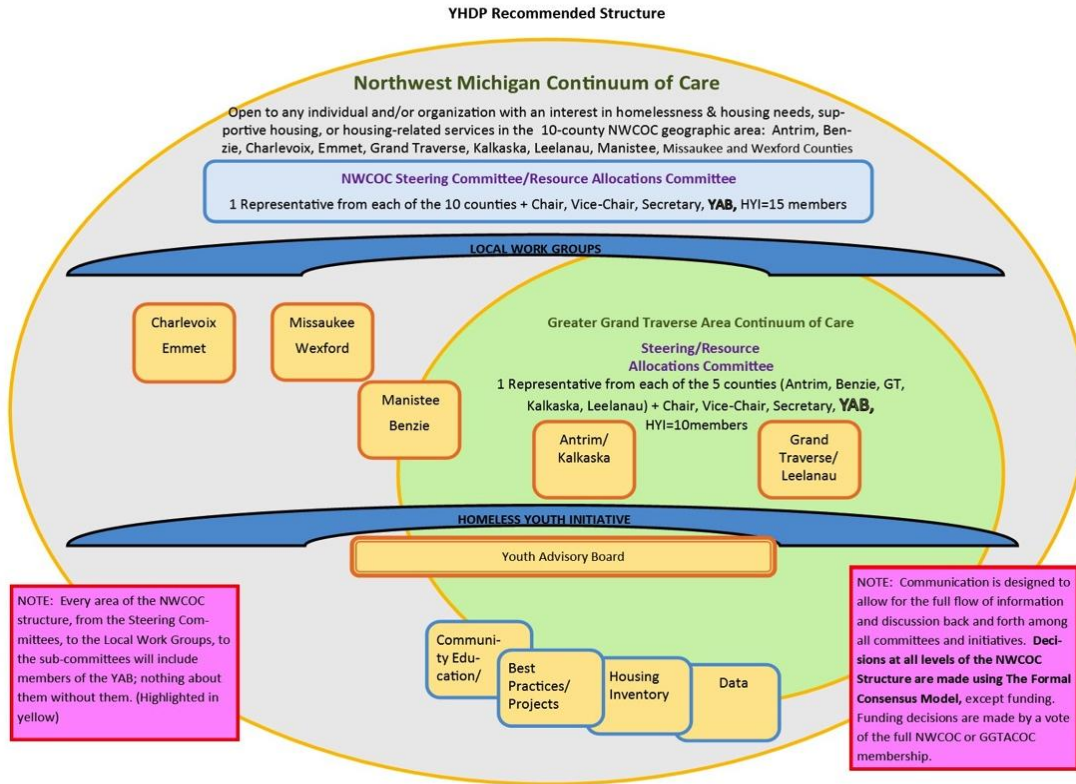 YHDP Recommended Structure
Northwest Michigan Continuum of Care
Open to any individual and/or organization with an interest in homelessness & housing needs, sup-
portive housing, or housing-related services in the 10-county NWCOC geographic area: Antrim, Ben-
zie, Charlevoix, Emmet, Grand Traverse, Kalkaska, Leelanau, Manistee, Missaukee and Wexford Counties
NWCOC Steering Committee/Resource Allocations Committee
1 Representative from each of the 10 counties + Chair, Vice-Chair, Secretary, YAB, HYI=15 members
LOCAL WORK GROUPS
Charlevoix
Emmet
Missaukee
Wexford
Manistee
Benzie
Greater Grand Traverse Area Continuum of Care
Steering/Resource
Allocations Committee
1 Representative from each of the 5 counties (Antrim, Benzie, GT,
Kalkaska, Leelanau) + Chair, Vice-Chair, Secretary, YAB,
HYI=10members
Antrim/
Kalkaska
Grand
Traverse/
Leelanau
HOMELESS YOUTH INITIATIVE
Youth Advisory Board
NOTE: Every area of the NWCOC
structure, from the Steering Com-
mittees, to the Local Work Groups, to
the sub-committees will include
members of the YAB; nothing about
them without them. (Highlighted in
yellow)
Communi-
ty Edu-
cation/
Best
Practices/
Projects
Housing
Inventory
Data
NOTE: Communication is designed to
allow for the full flow of information
and discussion back and forth among
all committees and initiatives. Deci-
sions at all levels of the NWCOC
Structure are made using The Formal
Consensus Model, except funding.
Funding decisions are made by a vote
of the full NWCOC or GGTACOC
membership.